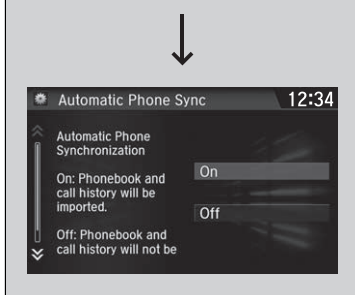 Automatic Phone Sync
12:34
Automatic Phone
Synchronization
On: Phonebook and
call history will be
imported.
Off: Phonebook and
call history will not be
On
Off